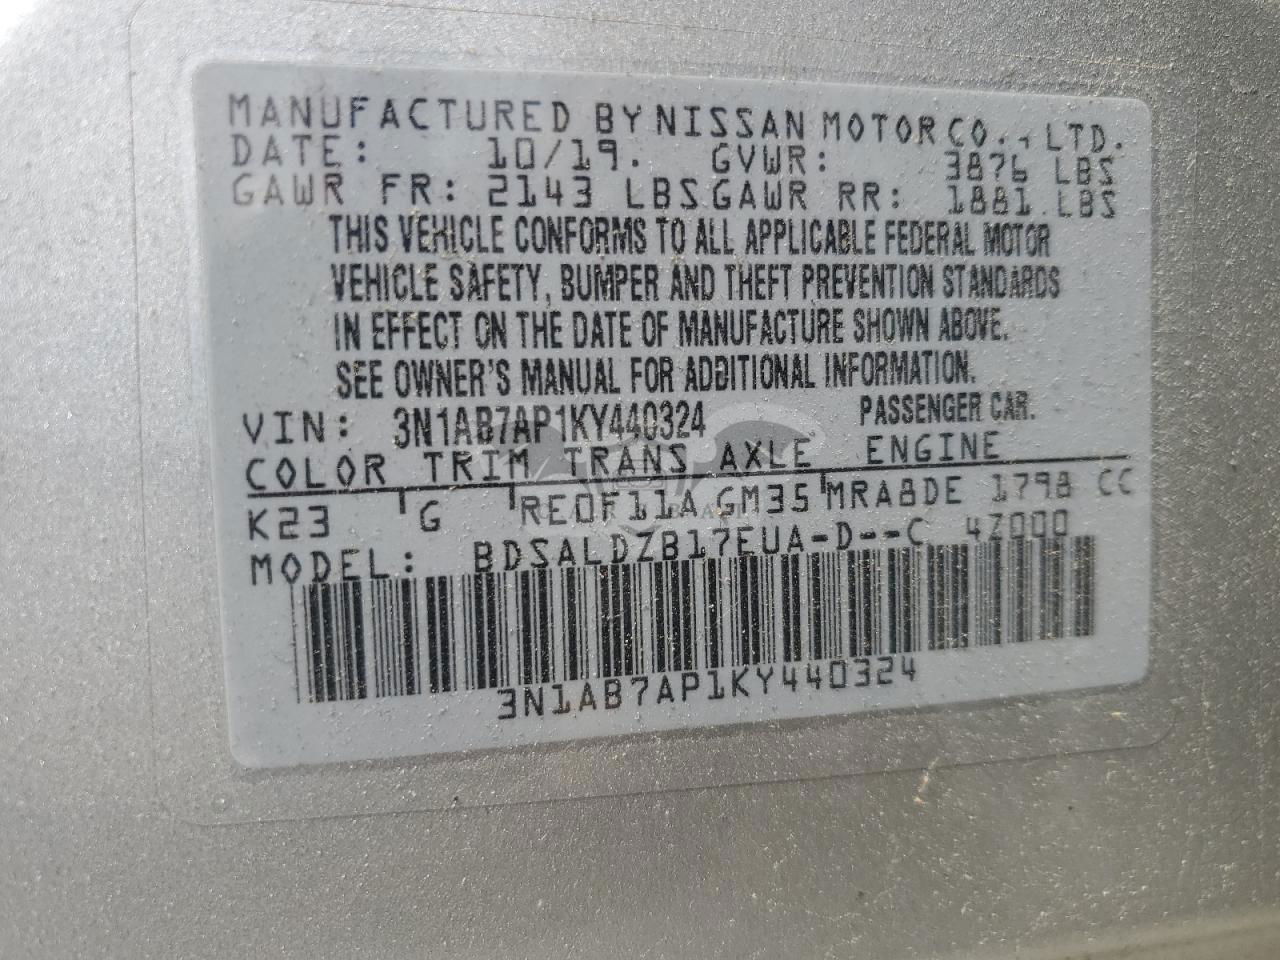 MANUFACTURED BY NISSAN MOTOR CO., LTD.
DATE: 10/19. GVWR: 3876 LBS
GAWR FR: 2143 LBS GAWR RR: 1881 LBS
THIS VEHICLE CONFORMS TO ALL APPLICABLE FEDERAL MOTOR
VEHICLE SAFETY, BUMPER AND THEFT PREVENTION STANDARDS
IN EFFECT ON THE DATE OF MANUFACTURE SHOWN ABOVE.
SEE OWNER'S MANUAL FOR ADDITIONAL INFORMATION.
VIN: 3N1AB7AP1KY440324 PASSENGER CAR.
COLOR TRIM TRANS AXLE ENGINE
K23 G RE0F11A GM35 MRA8DE 1798 CC
MODEL: BDSALDZB17EUA-D--C 4Z000
3N1AB7AP1KY440324